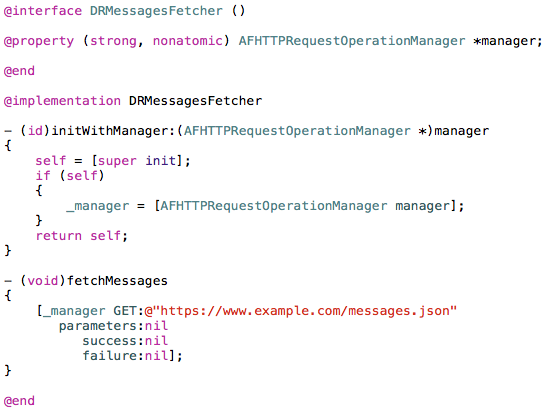 @interface DRMessagesFetcher ()
@property (strong, nonatomic) AFHTTPRequestOperationManager *manager;
@end
@implementation DRMessagesFetcher
- (id)initWithManager:(AFHTTPRequestOperationManager *)manager
{
    self = [super init];
    if (self)
    {
        _manager = [AFHTTPRequestOperationManager manager];
    }
    return self;
}
- (void)fetchMessages
{
    [_manager GET:@"https://www.example.com/messages.json"
       parameters:nil
          success:nil
          failure:nil];
}
@end